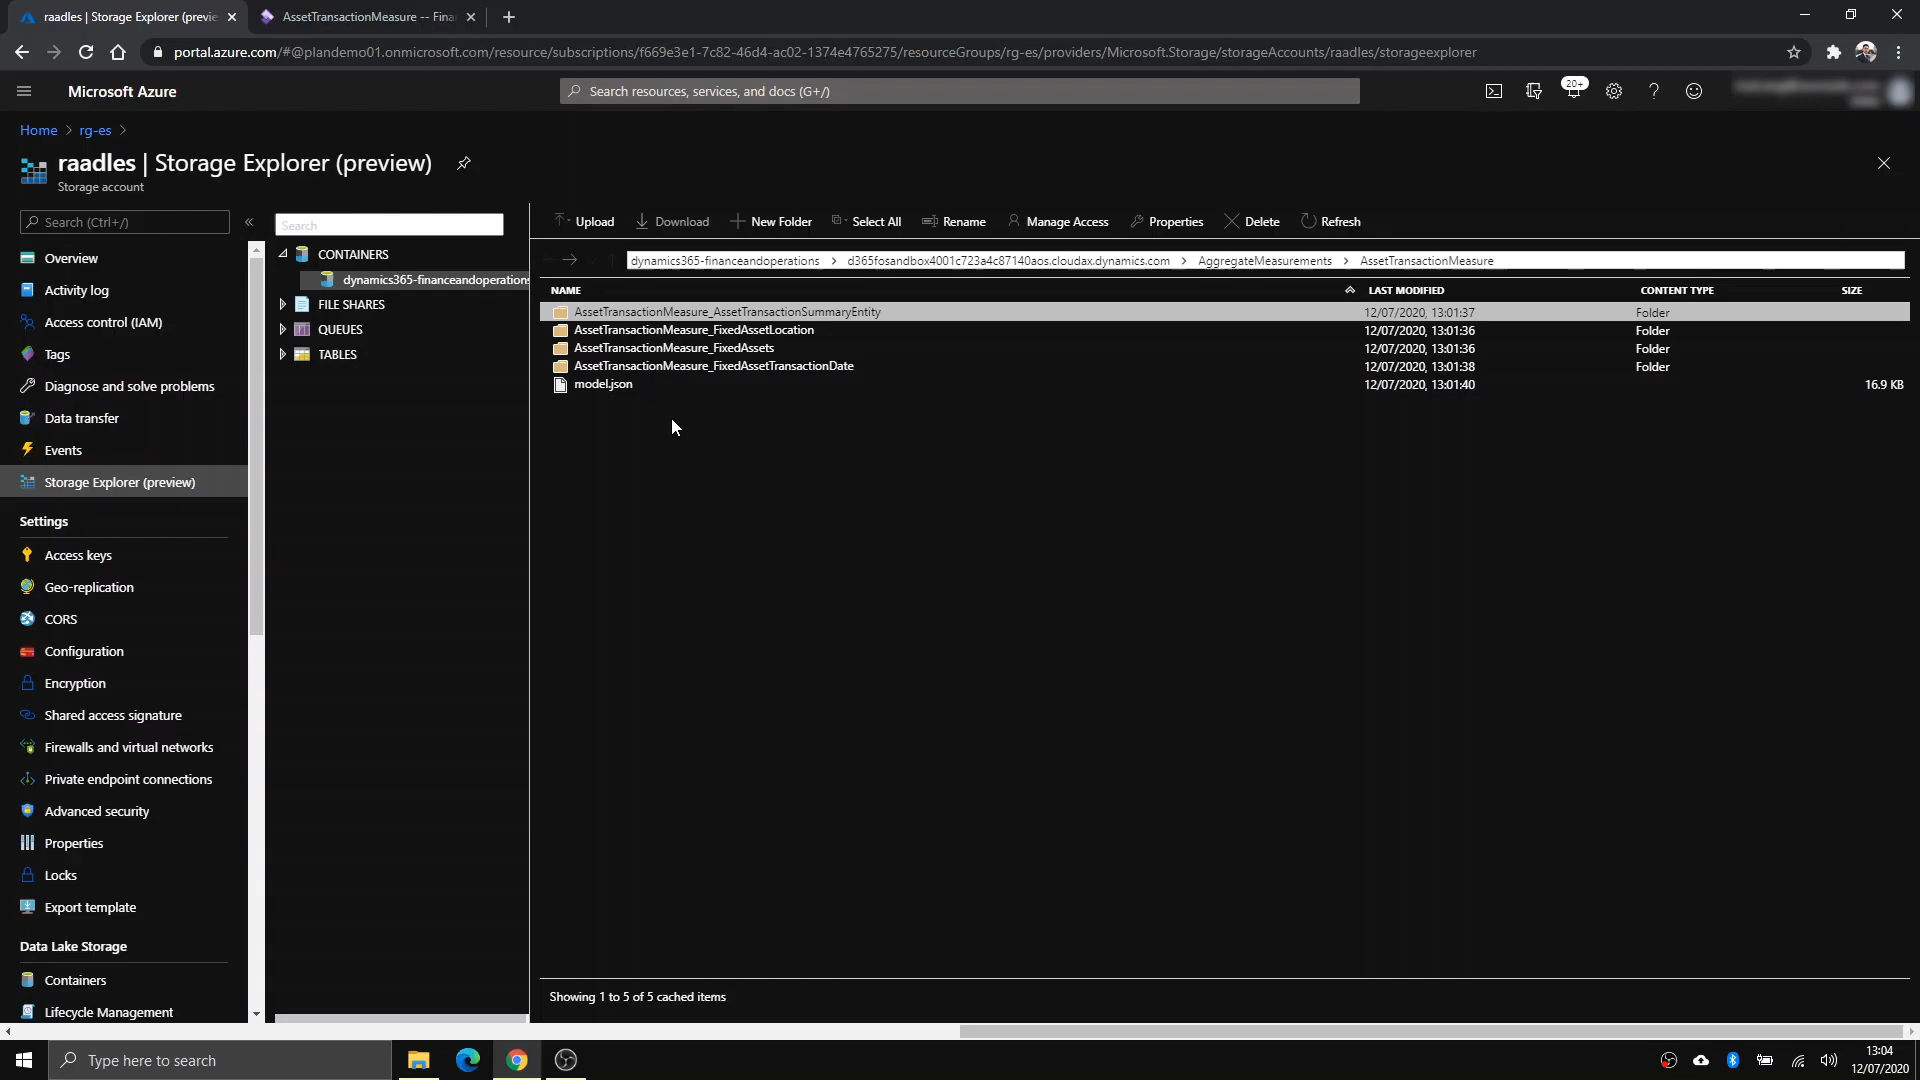 raadles | Storage Explorer (previe
AssetTransactionMeasure -- Fina
portal.azure.com/#@plandemo01.onmicrosoft.com/resource/subscriptions/f669e3e1-7c82-46d4-ac02-1374e4765275/resourceGroups/rg-es/providers/Microsoft.Storage/storageAccounts/raadles/storageexplorer
Microsoft Azure
Search resources, services, and docs (G+/)
20+
Home > rg-es >
raadles | Storage Explorer (preview)
Storage account
Search (Ctrl+/)
Overview
Activity log
Access control (IAM)
Tags
Diagnose and solve problems
Data transfer
Events
Storage Explorer (preview)
Settings
Access keys
Geo-replication
CORS
Configuration
Encryption
Shared access signature
Firewalls and virtual networks
Private endpoint connections
Advanced security
Properties
Locks
Export template
Data Lake Storage
Containers
Lifecycle Management
Search
CONTAINERS
dynamics365-financeandoperations
FILE SHARES
QUEUES
TABLES
Upload Download New Folder Select All Rename Manage Access Properties Delete Refresh
dynamics365-financeandoperations > d365fosandbox4001c723a4c87140aos.cloudax.dynamics.com > AggregateMeasurements > AssetTransactionMeasure
NAME LAST MODIFIED CONTENT TYPE SIZE
AssetTransactionMeasure_AssetTransactionSummaryEntity 12/07/2020, 13:01:37 Folder
AssetTransactionMeasure_FixedAssetLocation 12/07/2020, 13:01:36 Folder
AssetTransactionMeasure_FixedAssets 12/07/2020, 13:01:36 Folder
AssetTransactionMeasure_FixedAssetTransactionDate 12/07/2020, 13:01:38 Folder
model.json 12/07/2020, 13:01:40 16.9 KB
Showing 1 to 5 of 5 cached items
Type here to search
13:04
12/07/2020